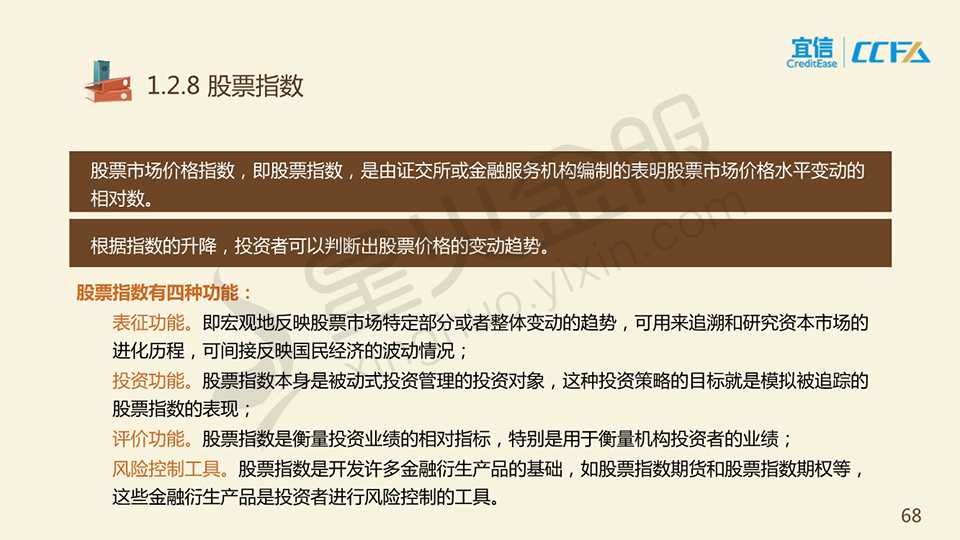 宜信
CreditEase
CCFA
1.2.8 股票指数
股票市场价格指数，即股票指数，是由证交所或金融服务机构编制的表明股票市场价格水平变动的
相对数。
根据指数的升降，投资者可以判断出股票价格的变动趋势。
股票指数有四种功能：
表征功能。即宏观地反映股票市场特定部分或者整体变动的趋势，可用来追溯和研究资本市场的
进化历程，可间接反映国民经济的波动情况；
投资功能。股票指数本身是被动式投资管理的投资对象，这种投资策略的目标就是模拟被追踪的
股票指数的表现；
评价功能。股票指数是衡量投资业绩的相对指标，特别是用于衡量机构投资者的业绩；
风险控制工具。股票指数是开发许多金融衍生产品的基础，如股票指数期货和股票指数期权等，
这些金融衍生产品是投资者进行风险控制的工具。
星火金服
xinghuo.yixin.com
68